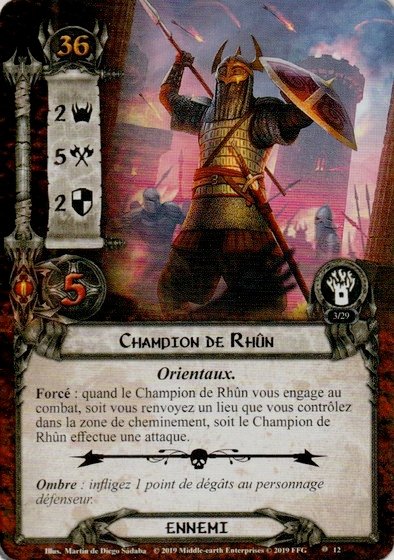 36
2
5
2
5
3/29
CHAMPION DE RHÛN
Orientaux.
Forcé : quand le Champion de Rhûn vous engage au
combat, soit vous renvoyez un lieu que vous contrôlez
dans la zone de cheminement, soit le Champion de
Rhûn effectue une attaque.
Ombre : infligez 1 point de dégâts au personnage
défenseur.
ENNEMI
Illus. Martin de Diego Sádaba © 2019 Middle-earth Enterprises © 2019 FFG 12